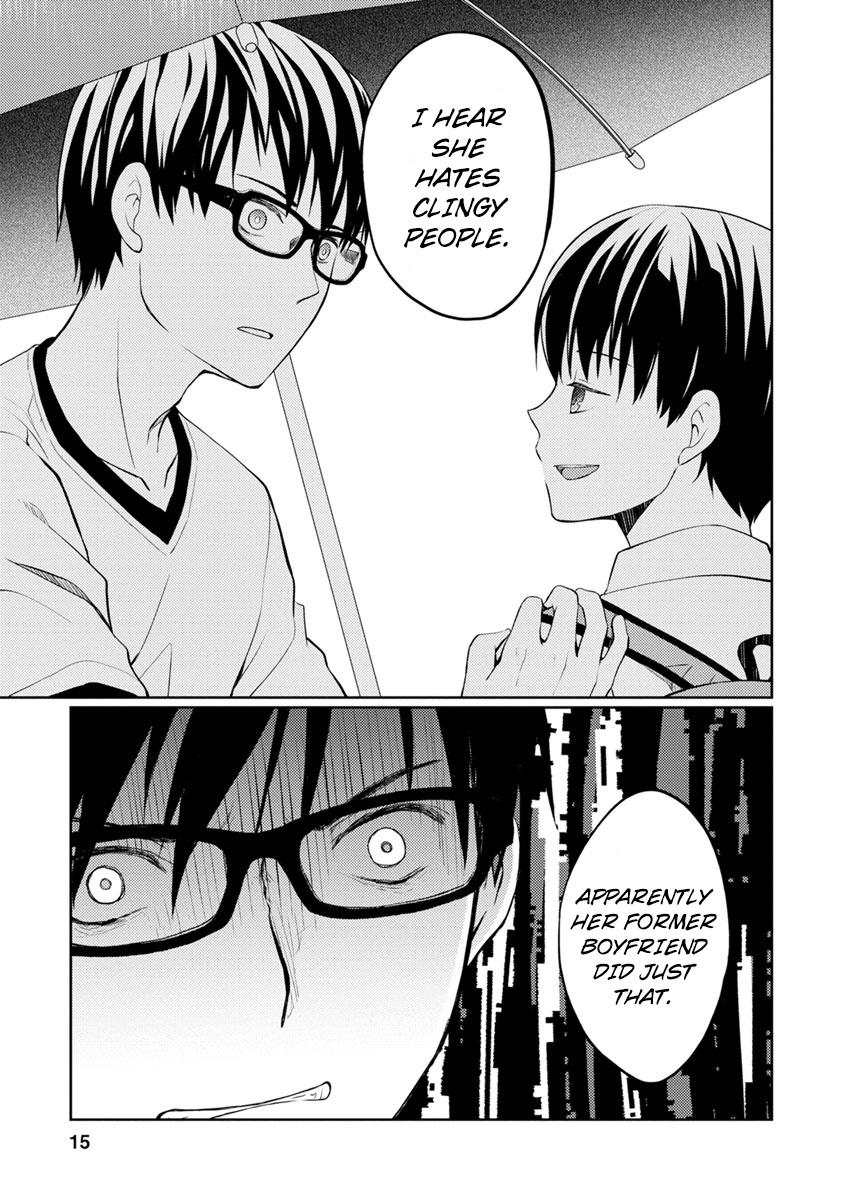 I HEAR
SHE
HATES
CLINGY
PEOPLE.
APPARENTLY
HER FORMER
BOYFRIEND
DID JUST
THAT.
15